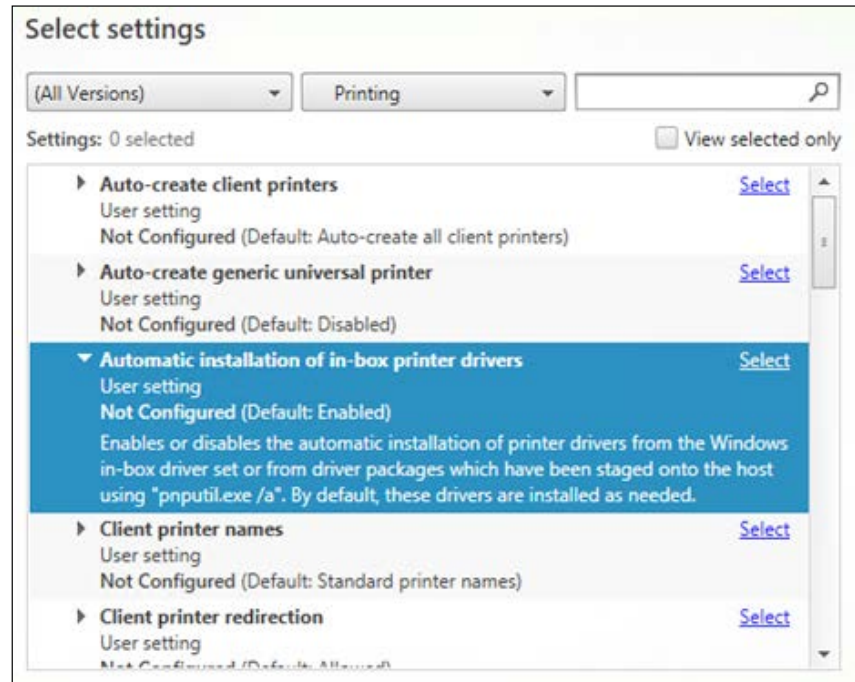 Select settings
(All Versions) Printing
Settings: 0 selected View selected only
Auto-create client printers Select
User setting
Not Configured (Default: Auto-create all client printers)
Auto-create generic universal printer Select
User setting
Not Configured (Default: Disabled)
Automatic installation of in-box printer drivers Select
User setting
Not Configured (Default: Enabled)
Enables or disables the automatic installation of printer drivers from the Windows
in-box driver set or from driver packages which have been staged onto the host
using "pnputil.exe /a". By default, these drivers are installed as needed.
Client printer names Select
User setting
Not Configured (Default: Standard printer names)
Client printer redirection Select
User setting
Not Configured (Default: Allowed)